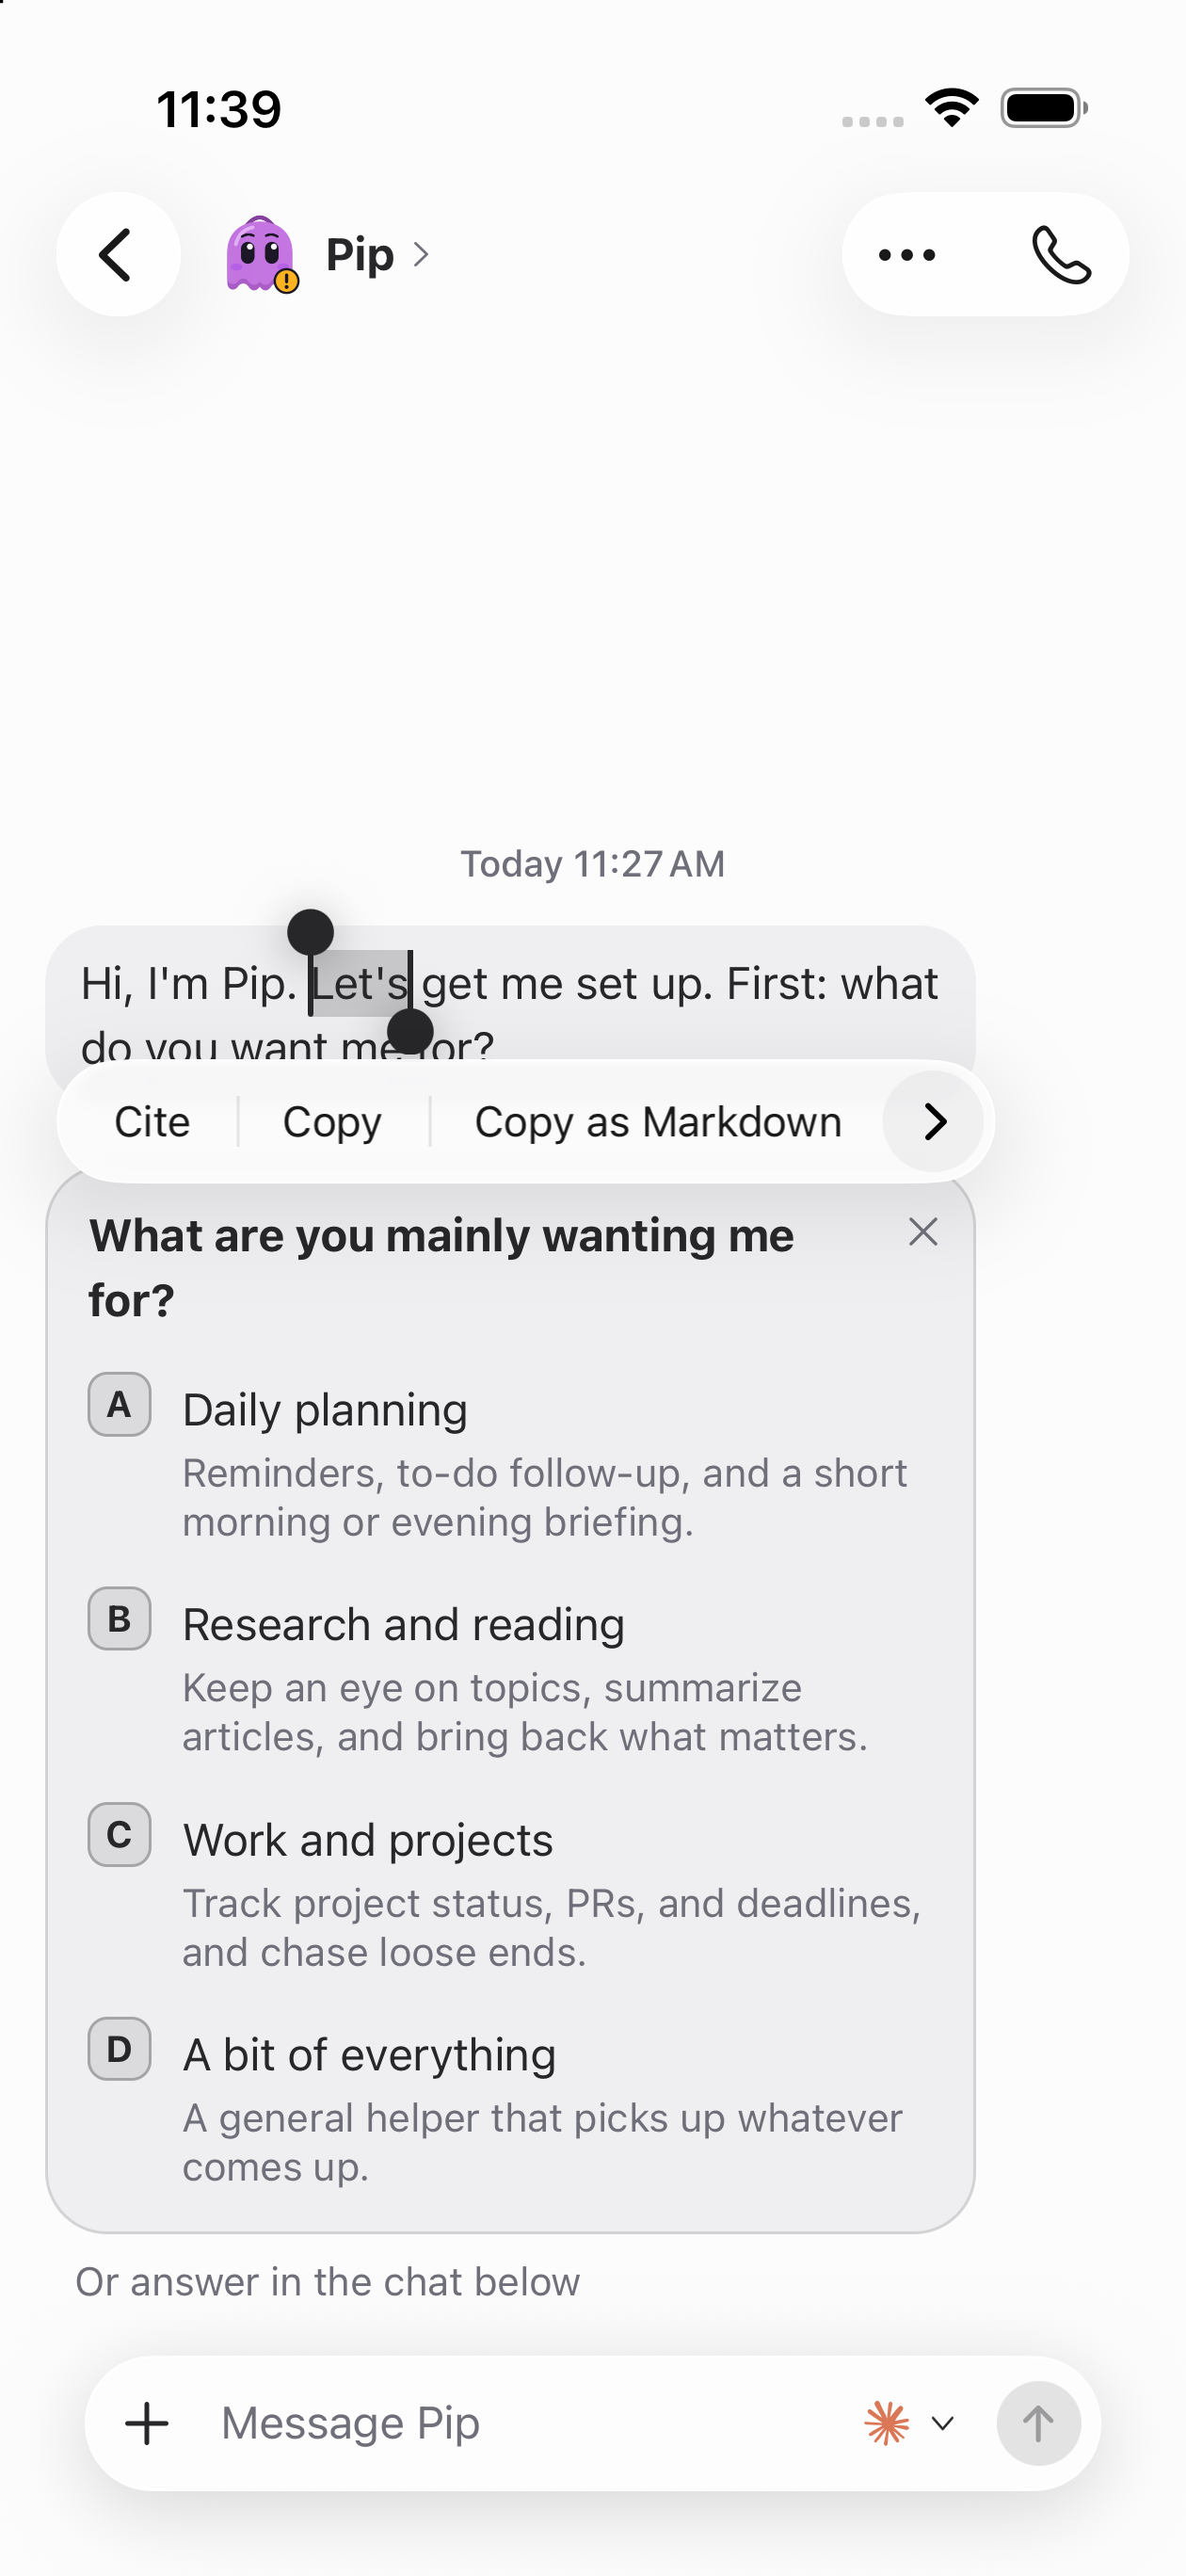 11:39
Pip
Today 11:27 AM
Hi, I'm Pip. Let's get me set up. First: what
do you want me for?
Cite
Copy
Copy as Markdown
What are you mainly wanting me
for?
A
Daily planning
Reminders, to-do follow-up, and a short
morning or evening briefing.
B
Research and reading
Keep an eye on topics, summarize
articles, and bring back what matters.
C
Work and projects
Track project status, PRs, and deadlines,
and chase loose ends.
D
A bit of everything
A general helper that picks up whatever
comes up.
Or answer in the chat below
Message Pip